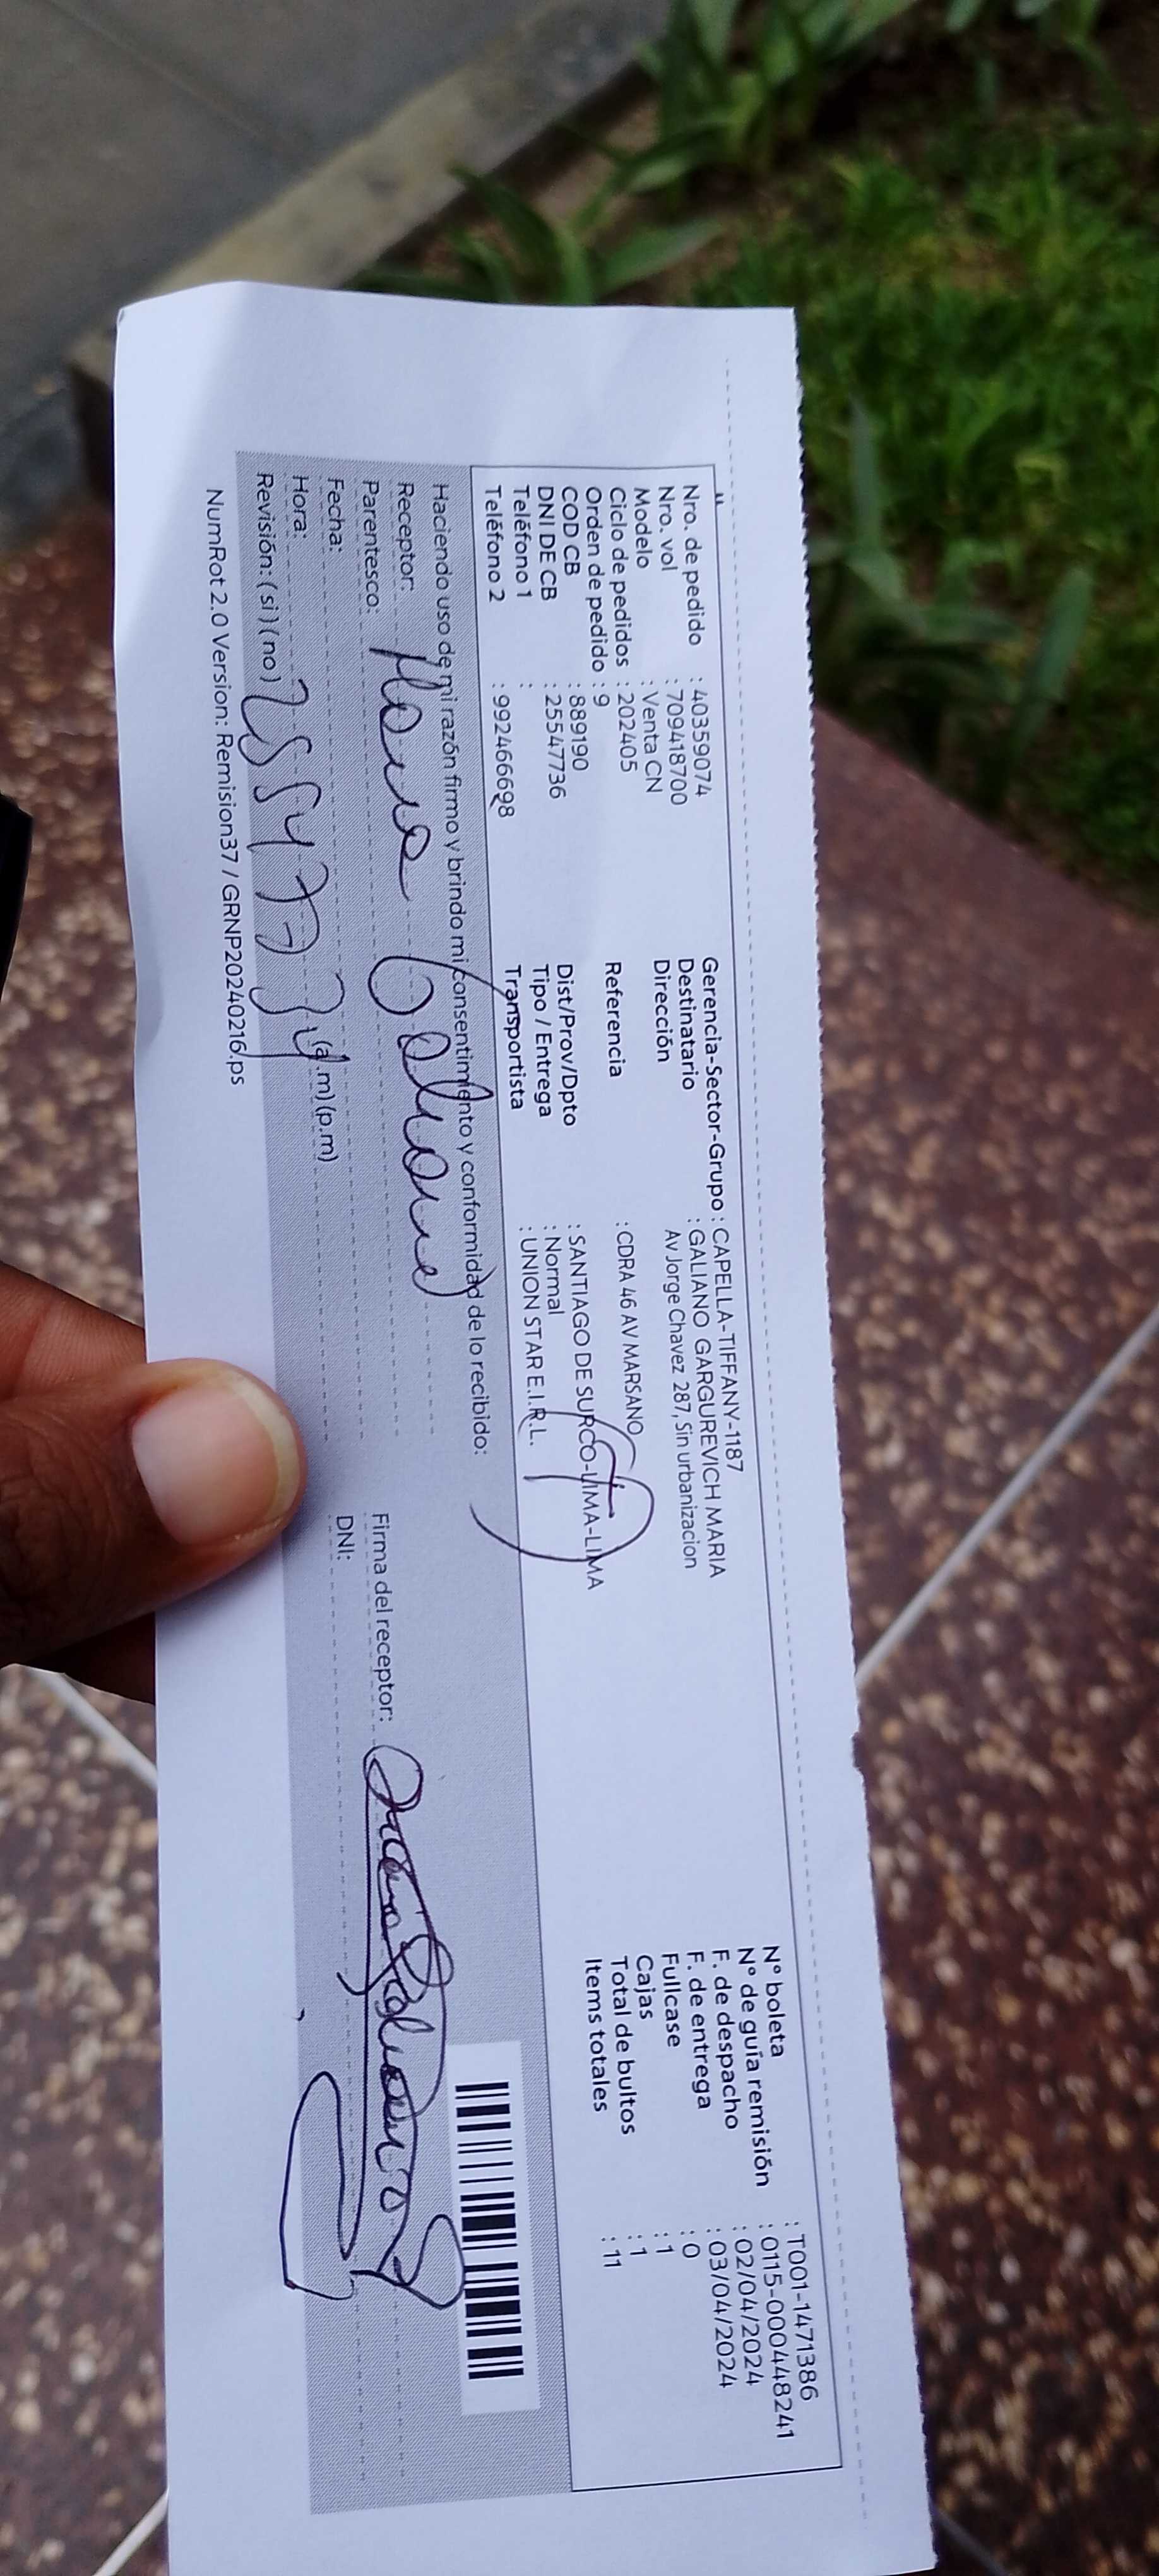 Nro. de pedido : 40359074
Nro. vol : 709418700
Modelo : Venta CN
Ciclo de pedidos : 202405
Orden de pedido : 9
COD CB : 889190
DNI DE CB : 25547736
Teléfono 1 :
Teléfono 2 : 992466698
Gerencia-Sector-Grupo : CAPELLA-TIFFANY-1187
Destinatario : GALIANO GARGUREVICH MARIA
Dirección Av Jorge Chavez 287, Sin urbanizacion
Referencia : CDRA 46 AV MARSANO
Dist/Prov/Dpto : SANTIAGO DE SURCO-LIMA-LIMA
Tipo / Entrega : Normal
Transportista : UNION STAR E.I.R.L.
N° boleta : T001-1471386
N° de guía remisión : 0115-000448241
F. de despacho : 02/04/2024
F. de entrega : 03/04/2024
Fullcase : 0
Cajas : 1
Total de bultos : 1
Items totales : 11
Haciendo uso de mi razón firmo y brindo mi consentimiento y conformidad de lo recibido:
Receptor:
Parentesco:
Fecha:
Hora: (a.m) (p.m)
Revisión: (si) (no)
Firma del receptor:
DNI:
NumRot 2.0 Version: Remision37 / GRNP20240216.ps